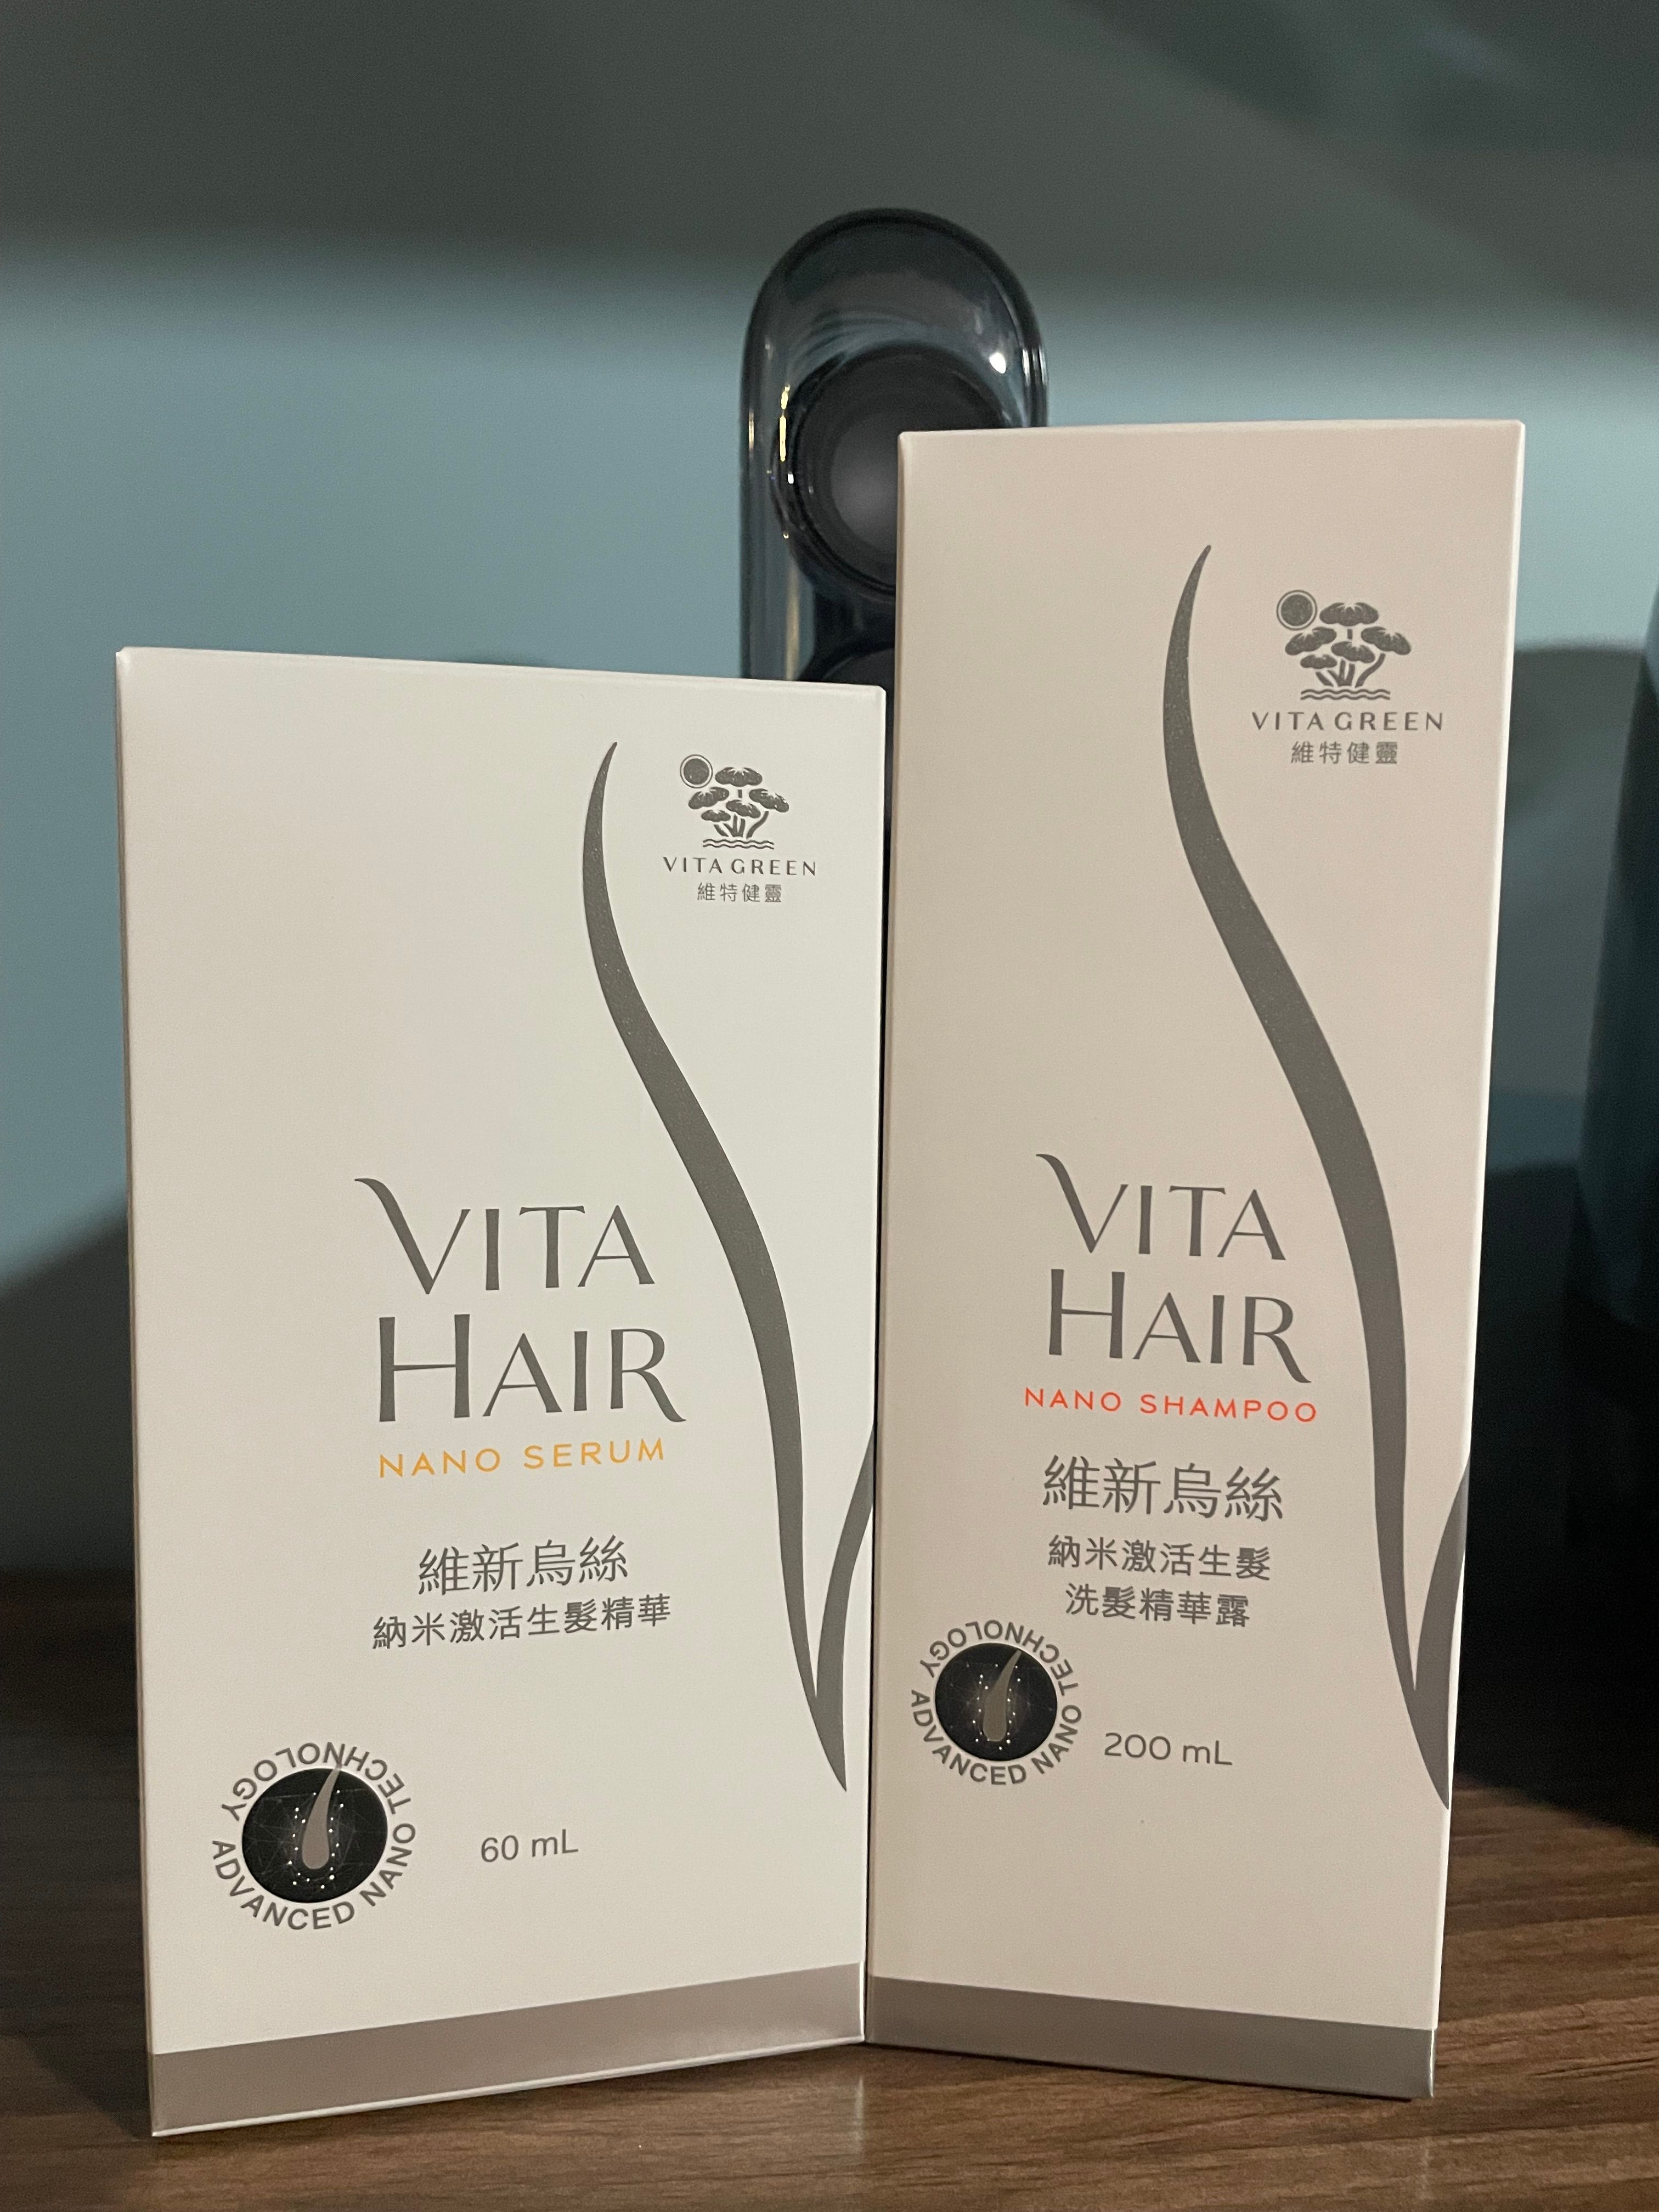 VITA GREEN
維特健靈
VITA
HAIR
NANO SERUM
維新烏絲
納米激活生髮精華
ADVANCED NANO TECHNOLOGY
60 mL
VITA GREEN
維特健靈
VITA
HAIR
NANO SHAMPOO
維新烏絲
納米激活生髮
洗髮精華露
ADVANCED NANO TECHNOLOGY
200 mL